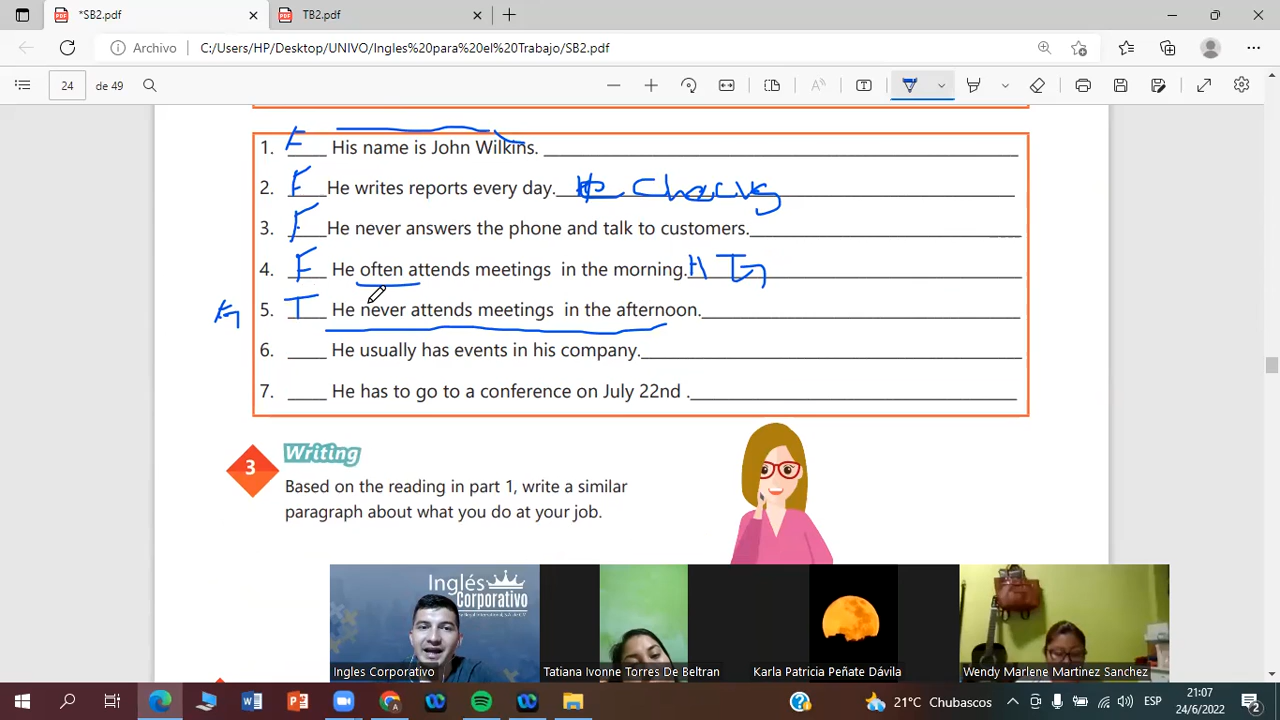 *SB2.pdf
TB2.pdf
Archivo
C:/Users/HP/Desktop/UNIVO/Ingles%20para%20el%20Trabajo/SB2.pdf
24
de 49
1. F His name is John Wilkins.
2. F He writes reports every day.
3. F He never answers the phone and talk to customers.
4. F He often attends meetings in the morning.
5. T He never attends meetings in the afternoon.
6. ____ He usually has events in his company.
7. ____ He has to go to a conference on July 22nd .
3 Writing
Based on the reading in part 1, write a similar
paragraph about what you do at your job.
Inglés
Corporativo
Ingles Corporativo
Tatiana Ivonne Torres De Beltran
Karla Patricia Peñate Dávila
Wendy Marlene Martinez Sanchez
21°C Chubascos
ESP
21:07
24/6/2022
2